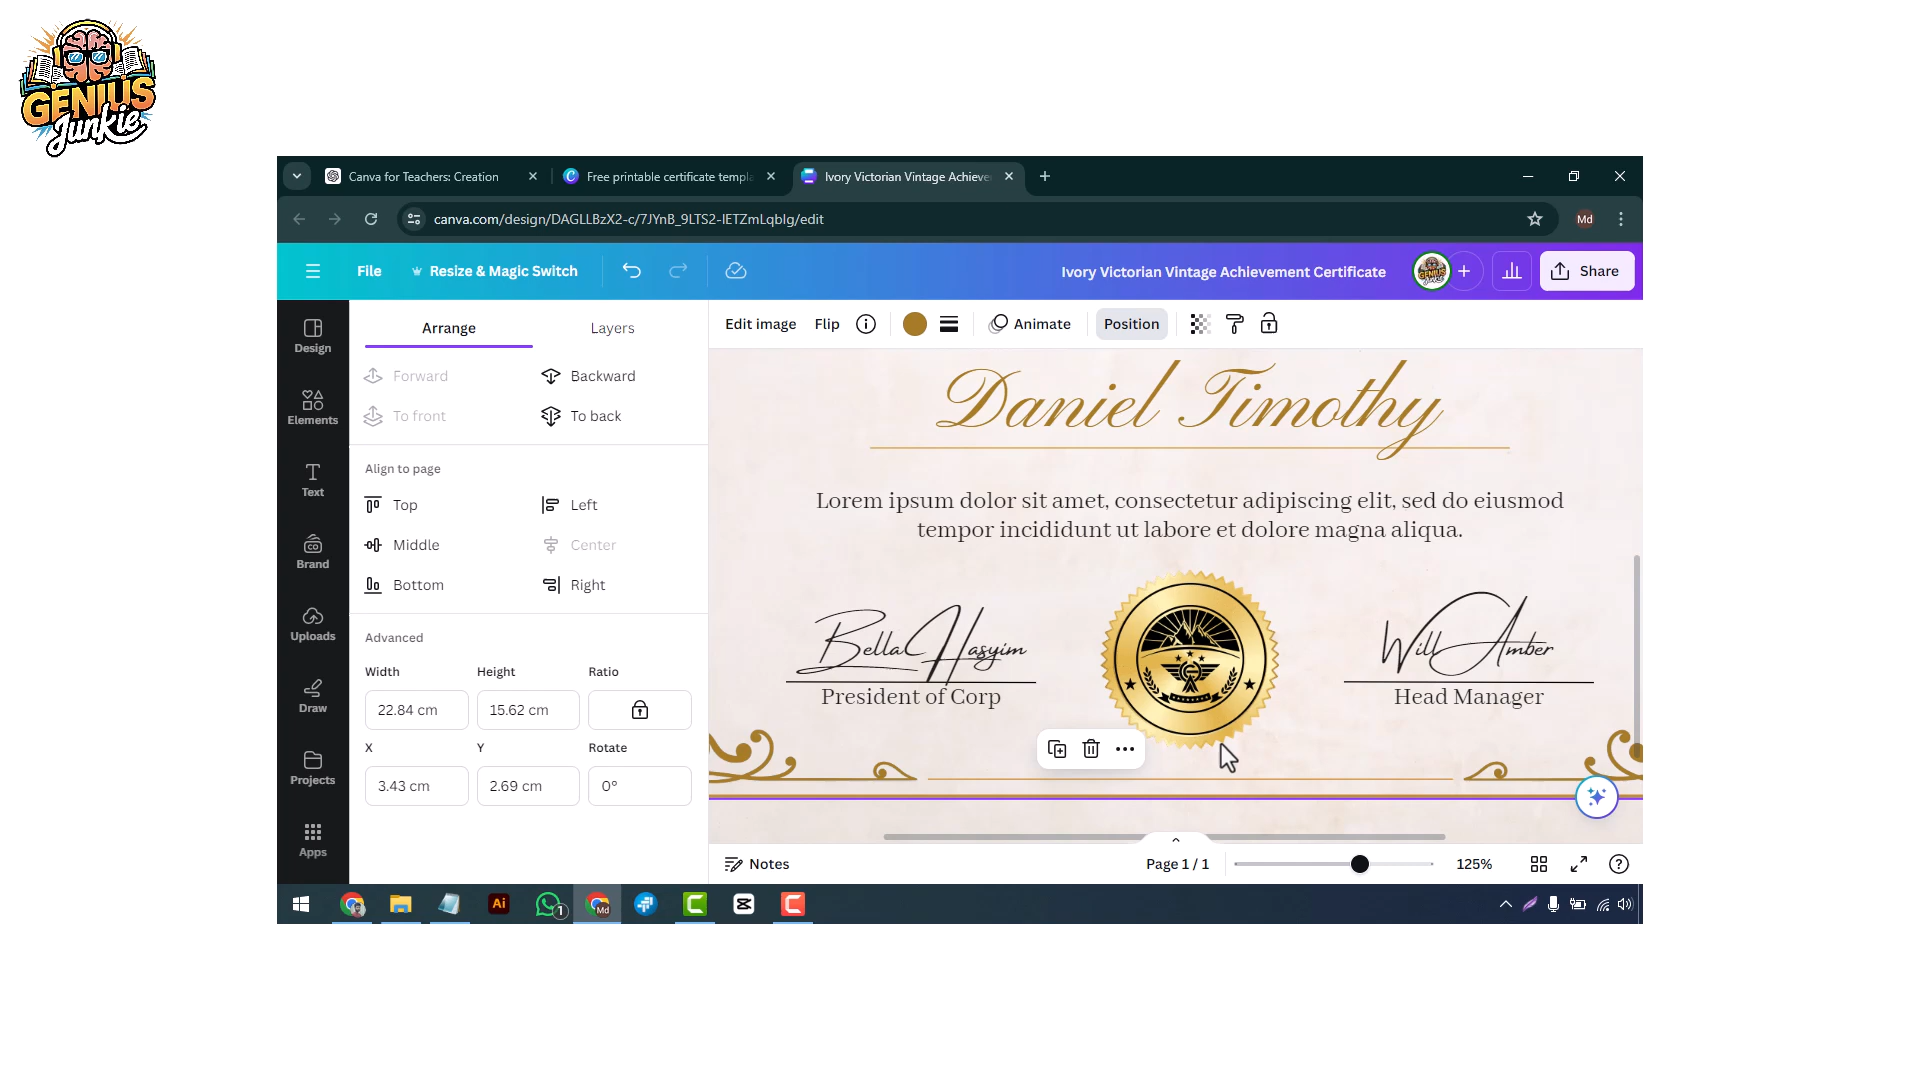 GENIUS
Junkie
Canva for Teachers: Creation
Free printable certificate templa
Ivory Victorian Vintage Achieve
canva.com/design/DAGLLBzX2-c/7JYnB_9LTS2-lETZmLqbIg/edit
Md
File
Resize & Magic Switch
Ivory Victorian Vintage Achievement Certificate
Share
Design
Elements
Text
Brand
Uploads
Draw
Projects
Apps
Arrange
Layers
Forward
Backward
To front
To back
Align to page
Top
Left
Middle
Center
Bottom
Right
Advanced
Width
Height
Ratio
22.84 cm
15.62 cm
X
Y
Rotate
3.43 cm
2.69 cm
0°
Edit image
Flip
Animate
Position
Daniel Timothy
Lorem ipsum dolor sit amet, consectetur adipiscing elit, sed do eiusmod
tempor incididunt ut labore et dolore magna aliqua.
Bella Hasyim
President of Corp
Will Amber
Head Manager
Notes
Page 1 / 1
125%
Ai
1
Md